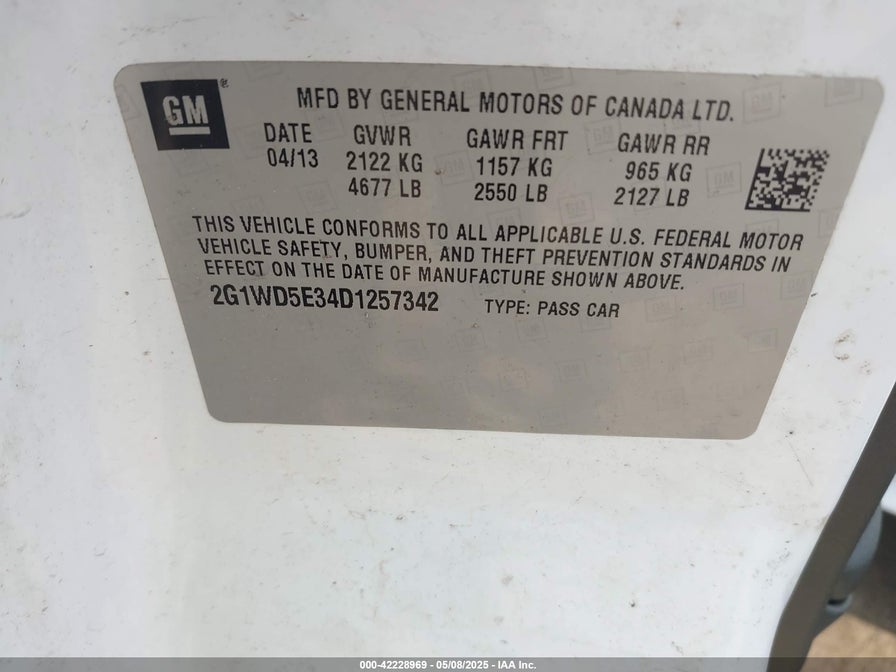 GM
®
MFD BY GENERAL MOTORS OF CANADA LTD.
DATE GVWR GAWR FRT GAWR RR
04/13 2122 KG 1157 KG 965 KG
4677 LB 2550 LB 2127 LB
THIS VEHICLE CONFORMS TO ALL APPLICABLE U.S. FEDERAL MOTOR
VEHICLE SAFETY, BUMPER, AND THEFT PREVENTION STANDARDS IN
EFFECT ON THE DATE OF MANUFACTURE SHOWN ABOVE.
2G1WD5E34D1257342 TYPE: PASS CAR
000-42228969 — 05/08/2025 - IAA Inc.